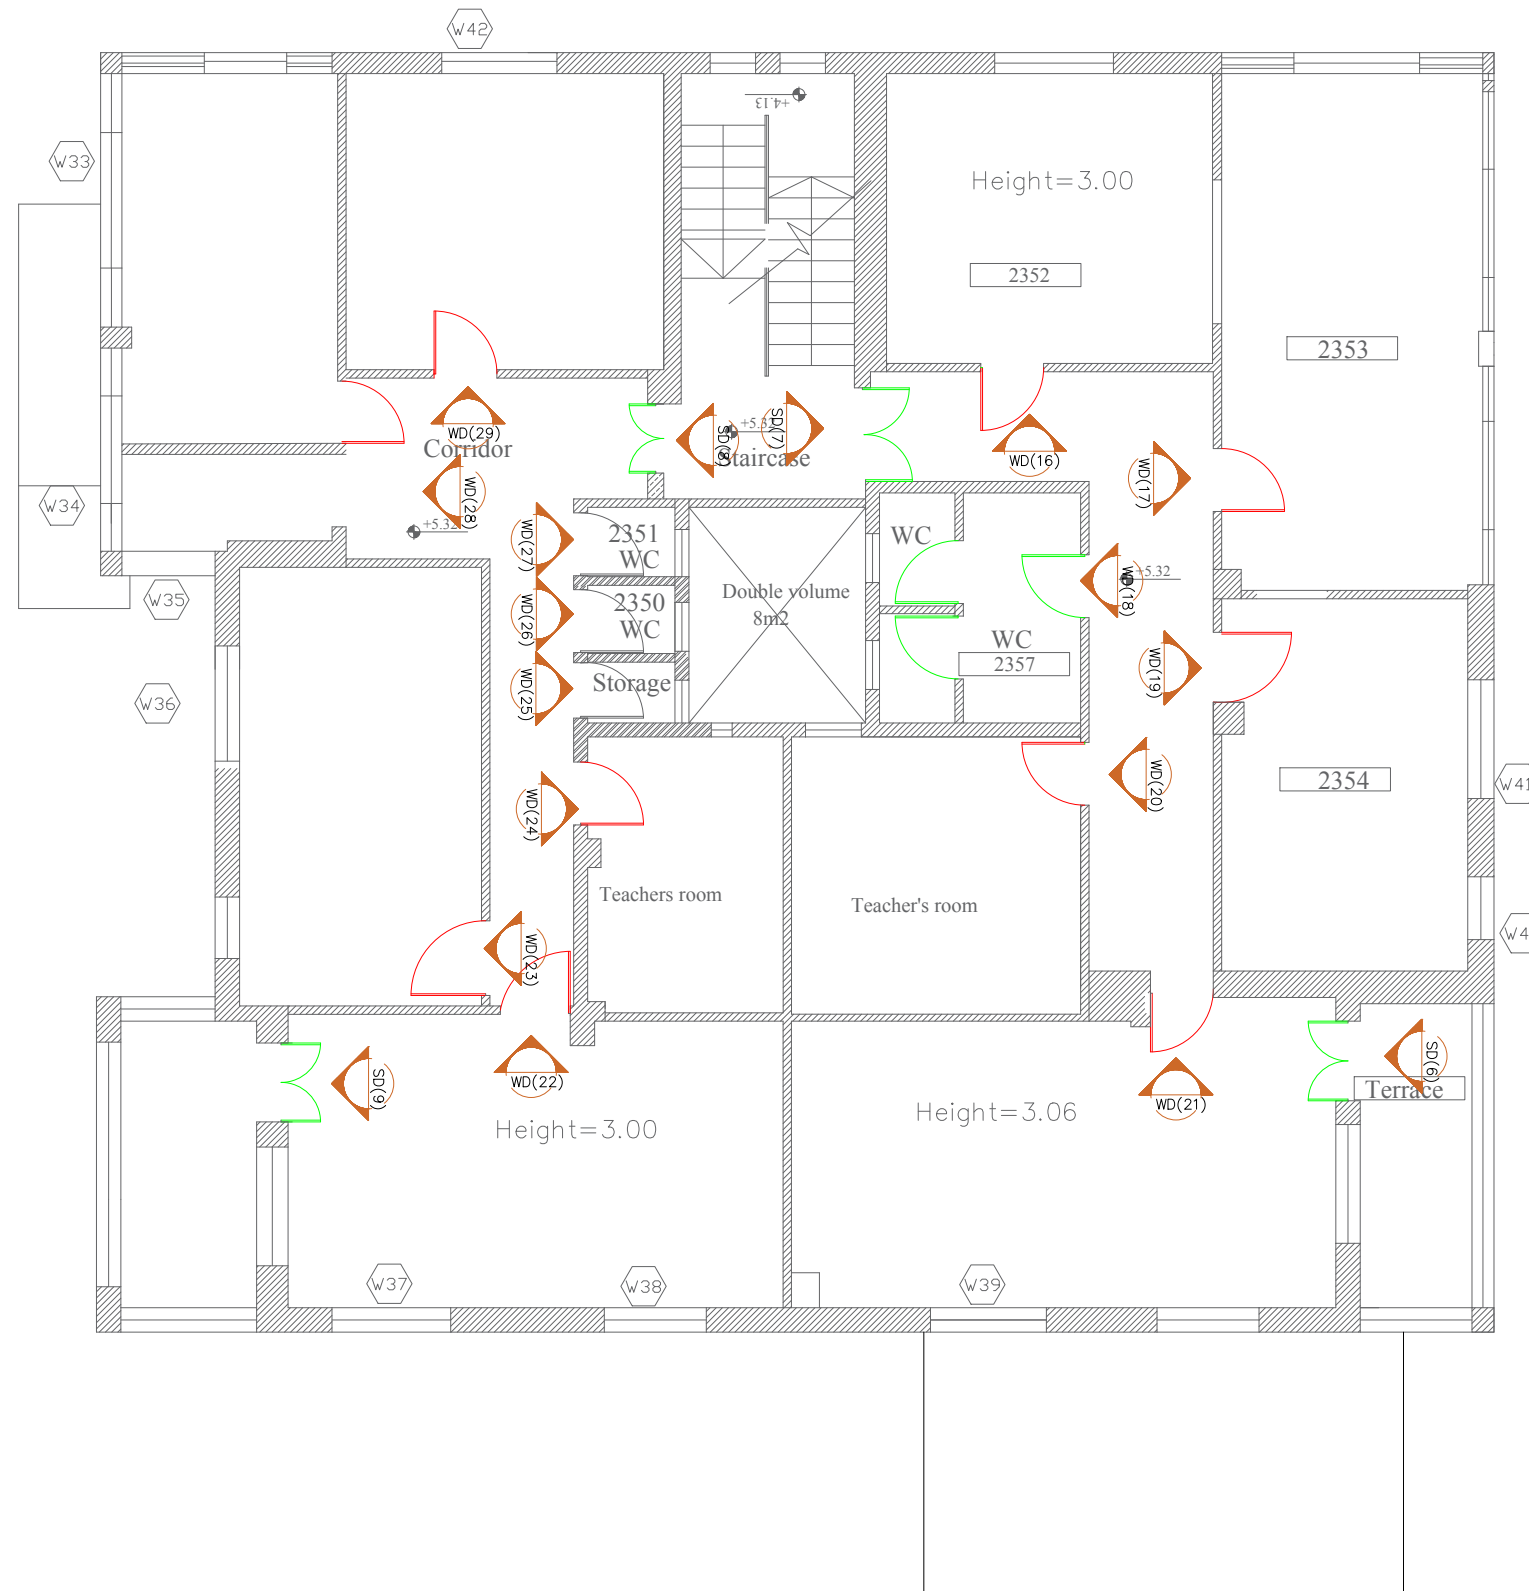 W42
+4.13
W33
Height=3.00
2352
2353
+5.32
SD(7)
SD(8)
Staircase
WD(29)
Corridor
WD(16)
WD(17)
WD(28)
W34
+5.32
WD(27)
2351
WC
WC
WD(18)
+5.32
W35
WD(26)
2350
WC
Double volume
8m2
WC
2357
WD(19)
WD(25)
Storage
W36
WD(24)
WD(20)
2354
W41
Teachers room
Teacher's room
WD(23)
W4
WD(22)
SD(9)
SD(6)
Terrace
WD(21)
Height=3.00
Height=3.06
W37
W38
W39